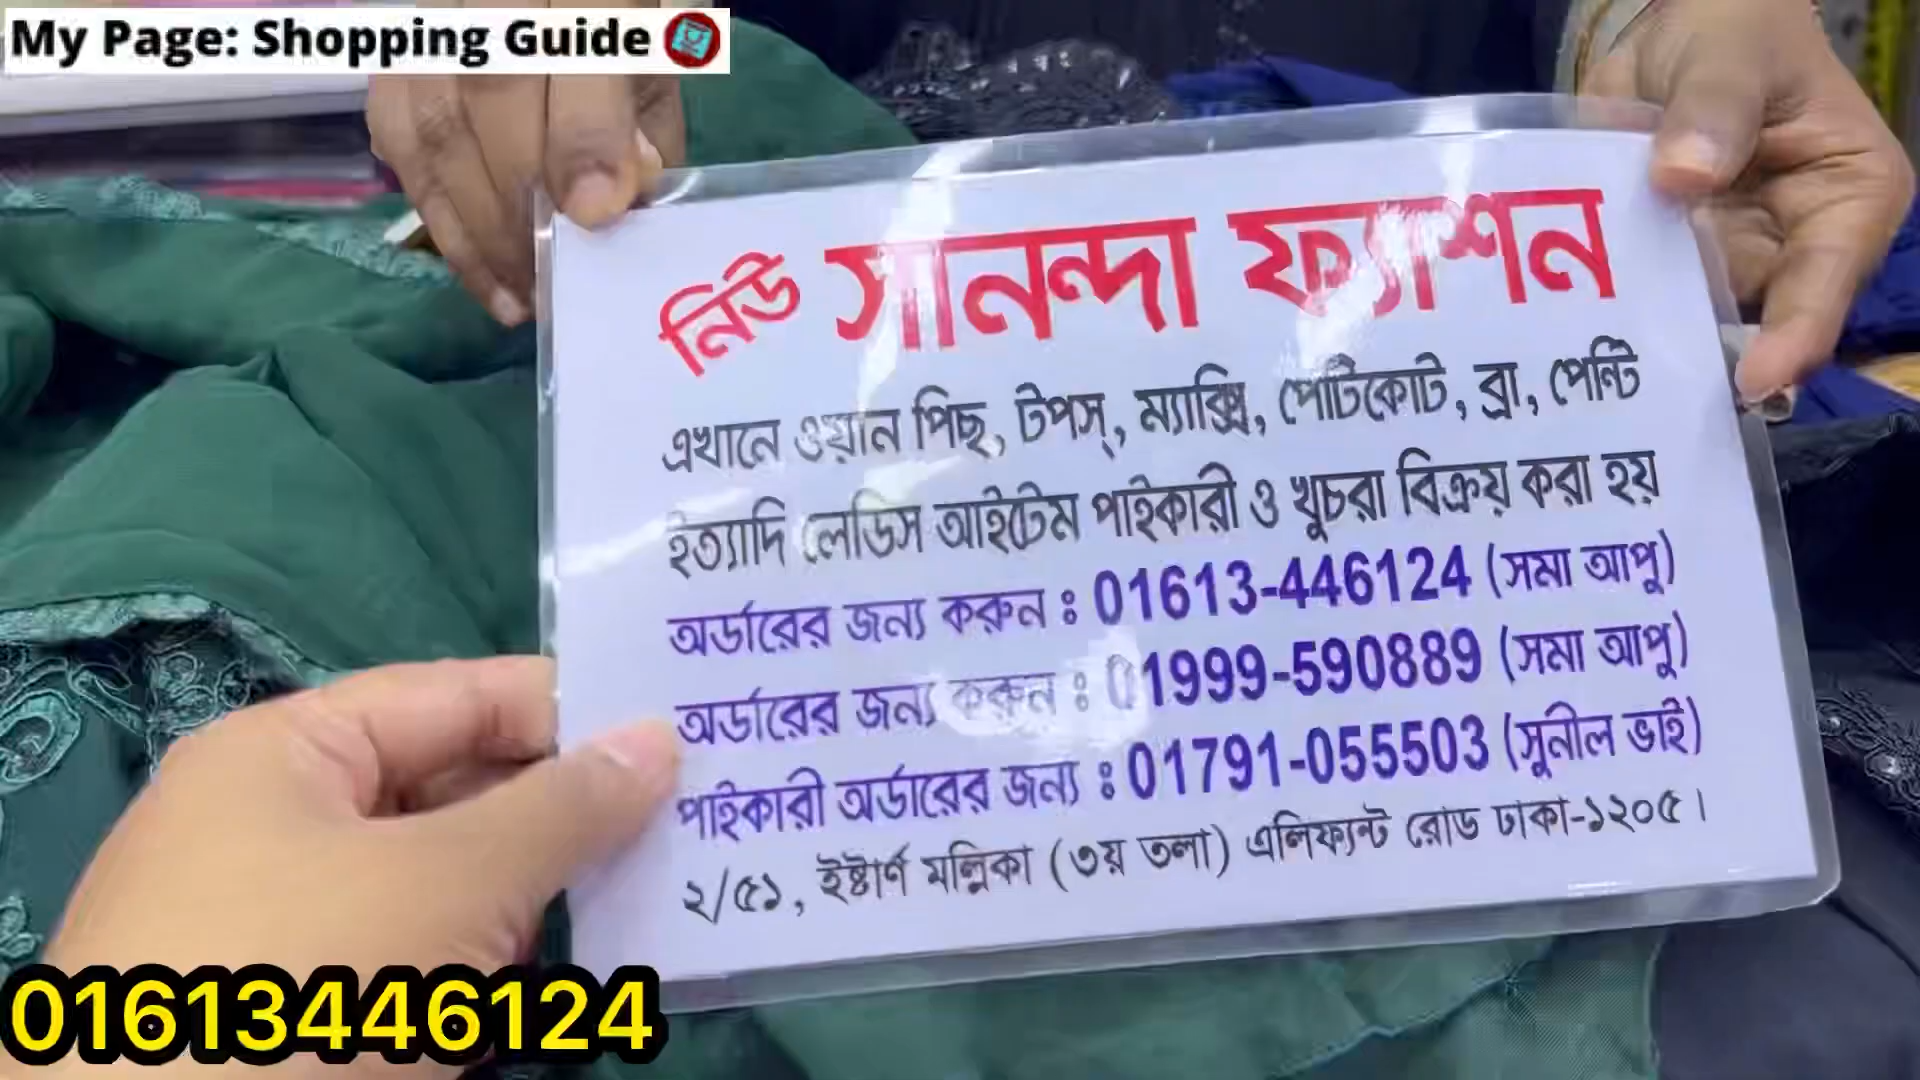 My Page: Shopping Guide
নিউ সানন্দা ফ্যাশন
এখানে ওয়ান পিছ, টপস্, ম্যাক্সি, পেটিকোট, ব্রা, পেন্টি
ইত্যাদি লেডিস আইটেম পাইকারী ও খুচরা বিক্রয় করা হয়
অর্ডারের জন্য করুন : 01613-446124 (সমা আপু)
অর্ডারের জন্য করুন : 01999-590889 (সমা আপু)
পাইকারী অর্ডারের জন্য : 01791-055503 (সুনীল ভাই)
২/৫১, ইষ্টার্ণ মল্লিকা (৩য় তলা) এলিফ্যান্ট রোড ঢাকা-১২০৫।
01613446124